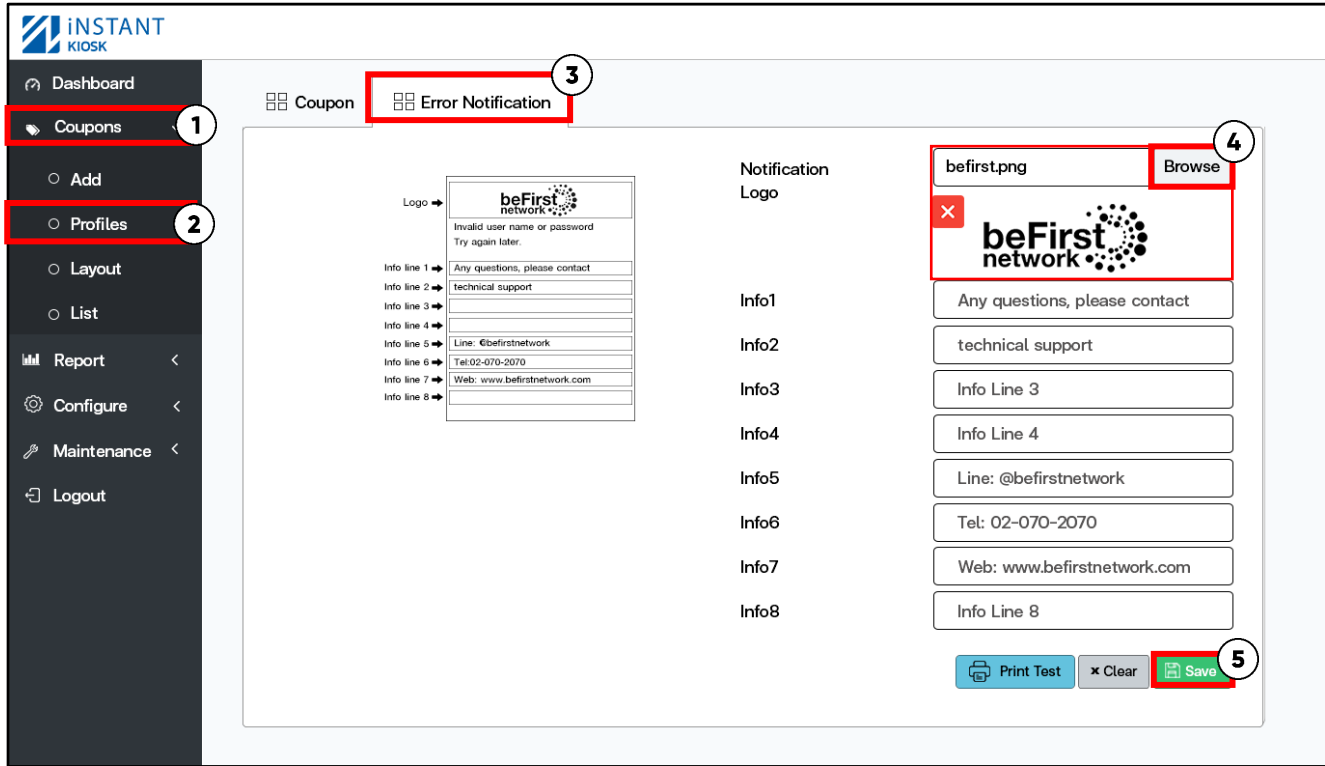 iNSTANT
KIOSK
Dashboard
Coupons
1
Add
Profiles
2
Layout
List
Report
Configure
Maintenance
Logout
Coupon
Error Notification
3
Logo
beFirst
network
Invalid user name or password
Try again later.
Info line 1 Any questions, please contact
Info line 2 technical support
Info line 3
Info line 4
Info line 5 Line: @befirstnetwork
Info line 6 Tel:02-070-2070
Info line 7 Web: www.befirstnetwork.com
Info line 8
Notification
Logo
befirst.png
Browse
4
beFirst
network
Info1 Any questions, please contact
Info2 technical support
Info3 Info Line 3
Info4 Info Line 4
Info5 Line: @befirstnetwork
Info6 Tel: 02-070-2070
Info7 Web: www.befirstnetwork.com
Info8 Info Line 8
Print Test
× Clear
Save
5